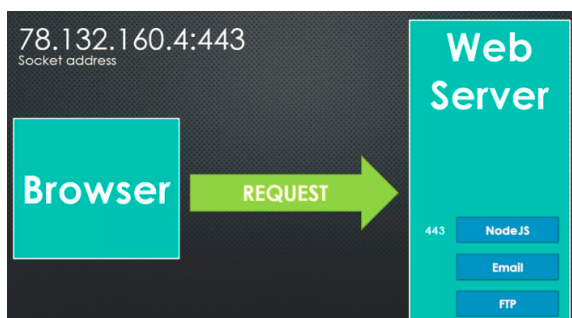 78.132.160.4:443
Socket address
Web
Server
Browser
REQUEST
443 NodeJS
Email
FTP